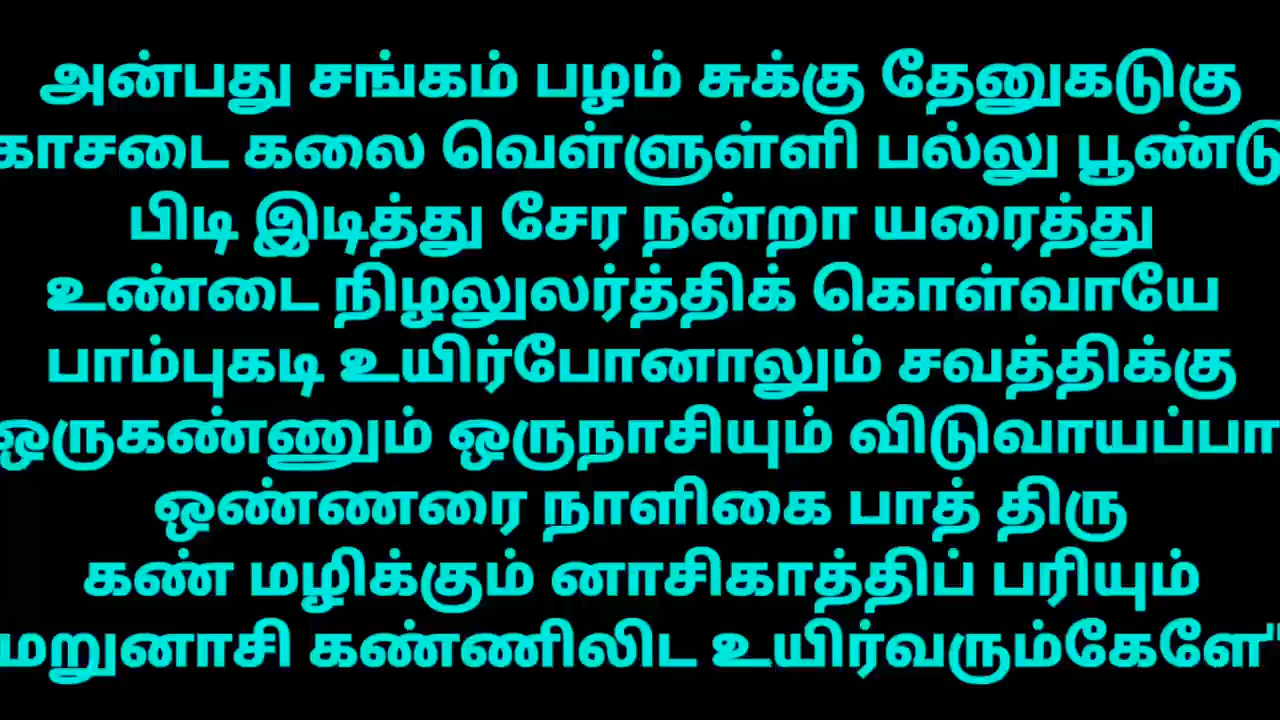 அன்பது சங்கம் பழம் சுக்கு தேனுகடுகு
காசடை கலை வெள்ளுள்ளி பல்லு பூண்டு
பிடி இடித்து சேர நன்றா யரைத்து
உண்டை நிழலுலர்த்திக் கொள்வாயே
பாம்புகடி உயிர்போனாலும் சவத்திக்கு
ஒருகண்ணும் ஒருநாசியும் விடுவாயப்பா
ஒண்ணரை நாளிகை பாத் திரு
கண் மழிக்கும் னாசிகாத்திப் பரியும்
மறுனாசி கண்ணிலிட உயிர்வரும்கேளே"